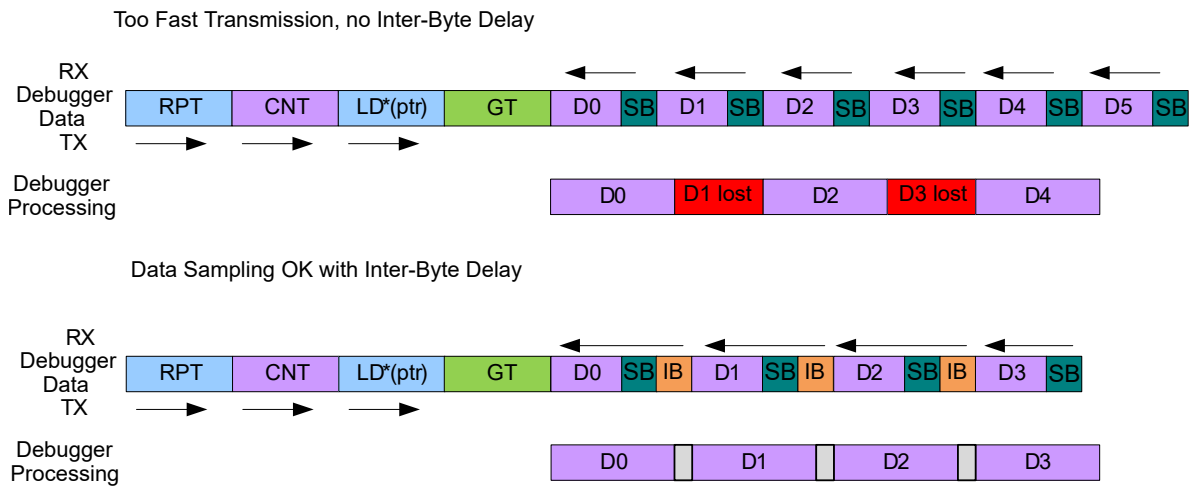 Too Fast Transmission, no Inter-Byte Delay
RX
Debugger
Data
TX
RPT CNT LD*(ptr) GT D0 SB D1 SB D2 SB D3 SB D4 SB D5 SB
Debugger
Processing
D0 D1 lost D2 D3 lost D4
Data Sampling OK with Inter-Byte Delay
RX
Debugger
Data
TX
RPT CNT LD*(ptr) GT D0 SB IB D1 SB IB D2 SB IB D3 SB
Debugger
Processing
D0 D1 D2 D3